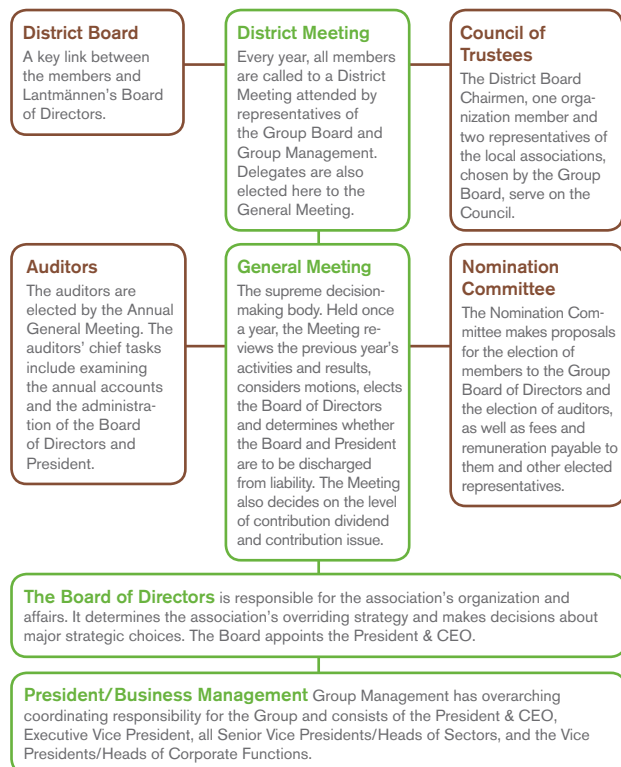 District Board
A key link between
the members and
Lantmännen's Board
of Directors.
District Meeting
Every year, all members
are called to a District
Meeting attended by
representatives of
the Group Board and
Group Management.
Delegates are also
elected here to the
General Meeting.
Council of
Trustees
The District Board
Chairmen, one orga-
nization member and
two representatives of
the local associations,
chosen by the Group
Board, serve on the
Council.
Auditors
The auditors are
elected by the Annual
General Meeting. The
auditors' chief tasks
include examining
the annual accounts
and the administra-
tion of the Board
of Directors and
President.
General Meeting
The supreme decision-
making body. Held once
a year, the Meeting re-
views the previous year's
activities and results,
considers motions, elects
the Board of Directors
and determines whether
the Board and President
are to be discharged
from liability. The Meeting
also decides on the level
of contribution dividend
and contribution issue.
Nomination
Committee
The Nomination Com-
mittee makes proposals
for the election of
members to the Group
Board of Directors and
the election of auditors,
as well as fees and
remuneration payable to
them and other elected
representatives.
The Board of Directors is responsible for the association's organization and
affairs. It determines the association's overriding strategy and makes decisions about
major strategic choices. The Board appoints the President & CEO.
President/Business Management Group Management has overarching
coordinating responsibility for the Group and consists of the President & CEO,
Executive Vice President, all Senior Vice Presidents/Heads of Sectors, and the Vice
Presidents/Heads of Corporate Functions.